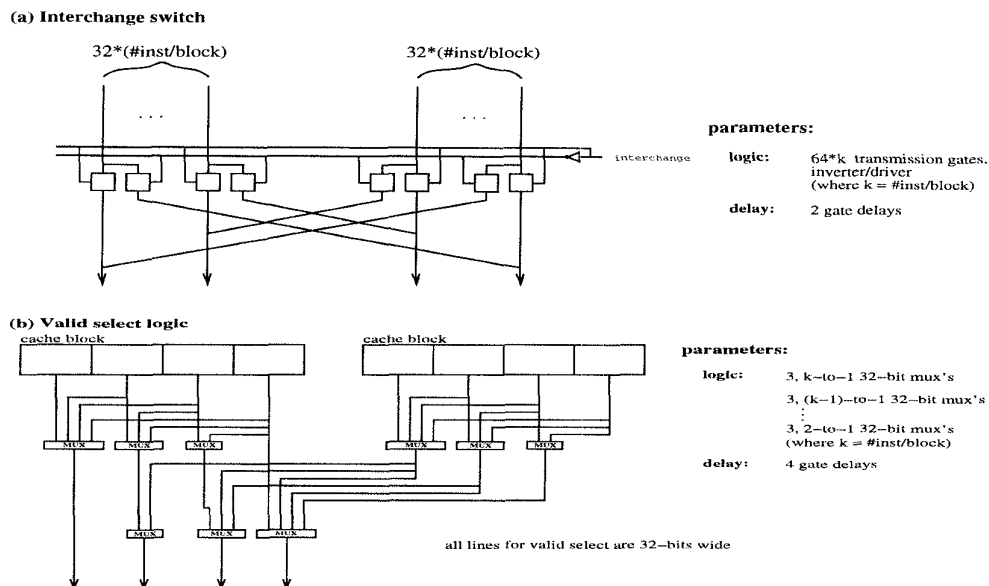 (a) Interchange switch
32*(#inst/block)
32*(#inst/block)
. . .
. . .
interchange
parameters:
logic: 64*k transmission gates,
inverter/driver
(where k = #inst/block)
delay: 2 gate delays
(b) Valid select logic
cache block
cache block
MUX
MUX
MUX
MUX
MUX
MUX
MUX
MUX
MUX
parameters:
logic: 3, k-to-1 32-bit mux's
3, (k-1)-to-1 32-bit mux's
⋮
3, 2-to-1 32-bit mux's
(where k = #inst/block)
delay: 4 gate delays
all lines for valid select are 32-bits wide